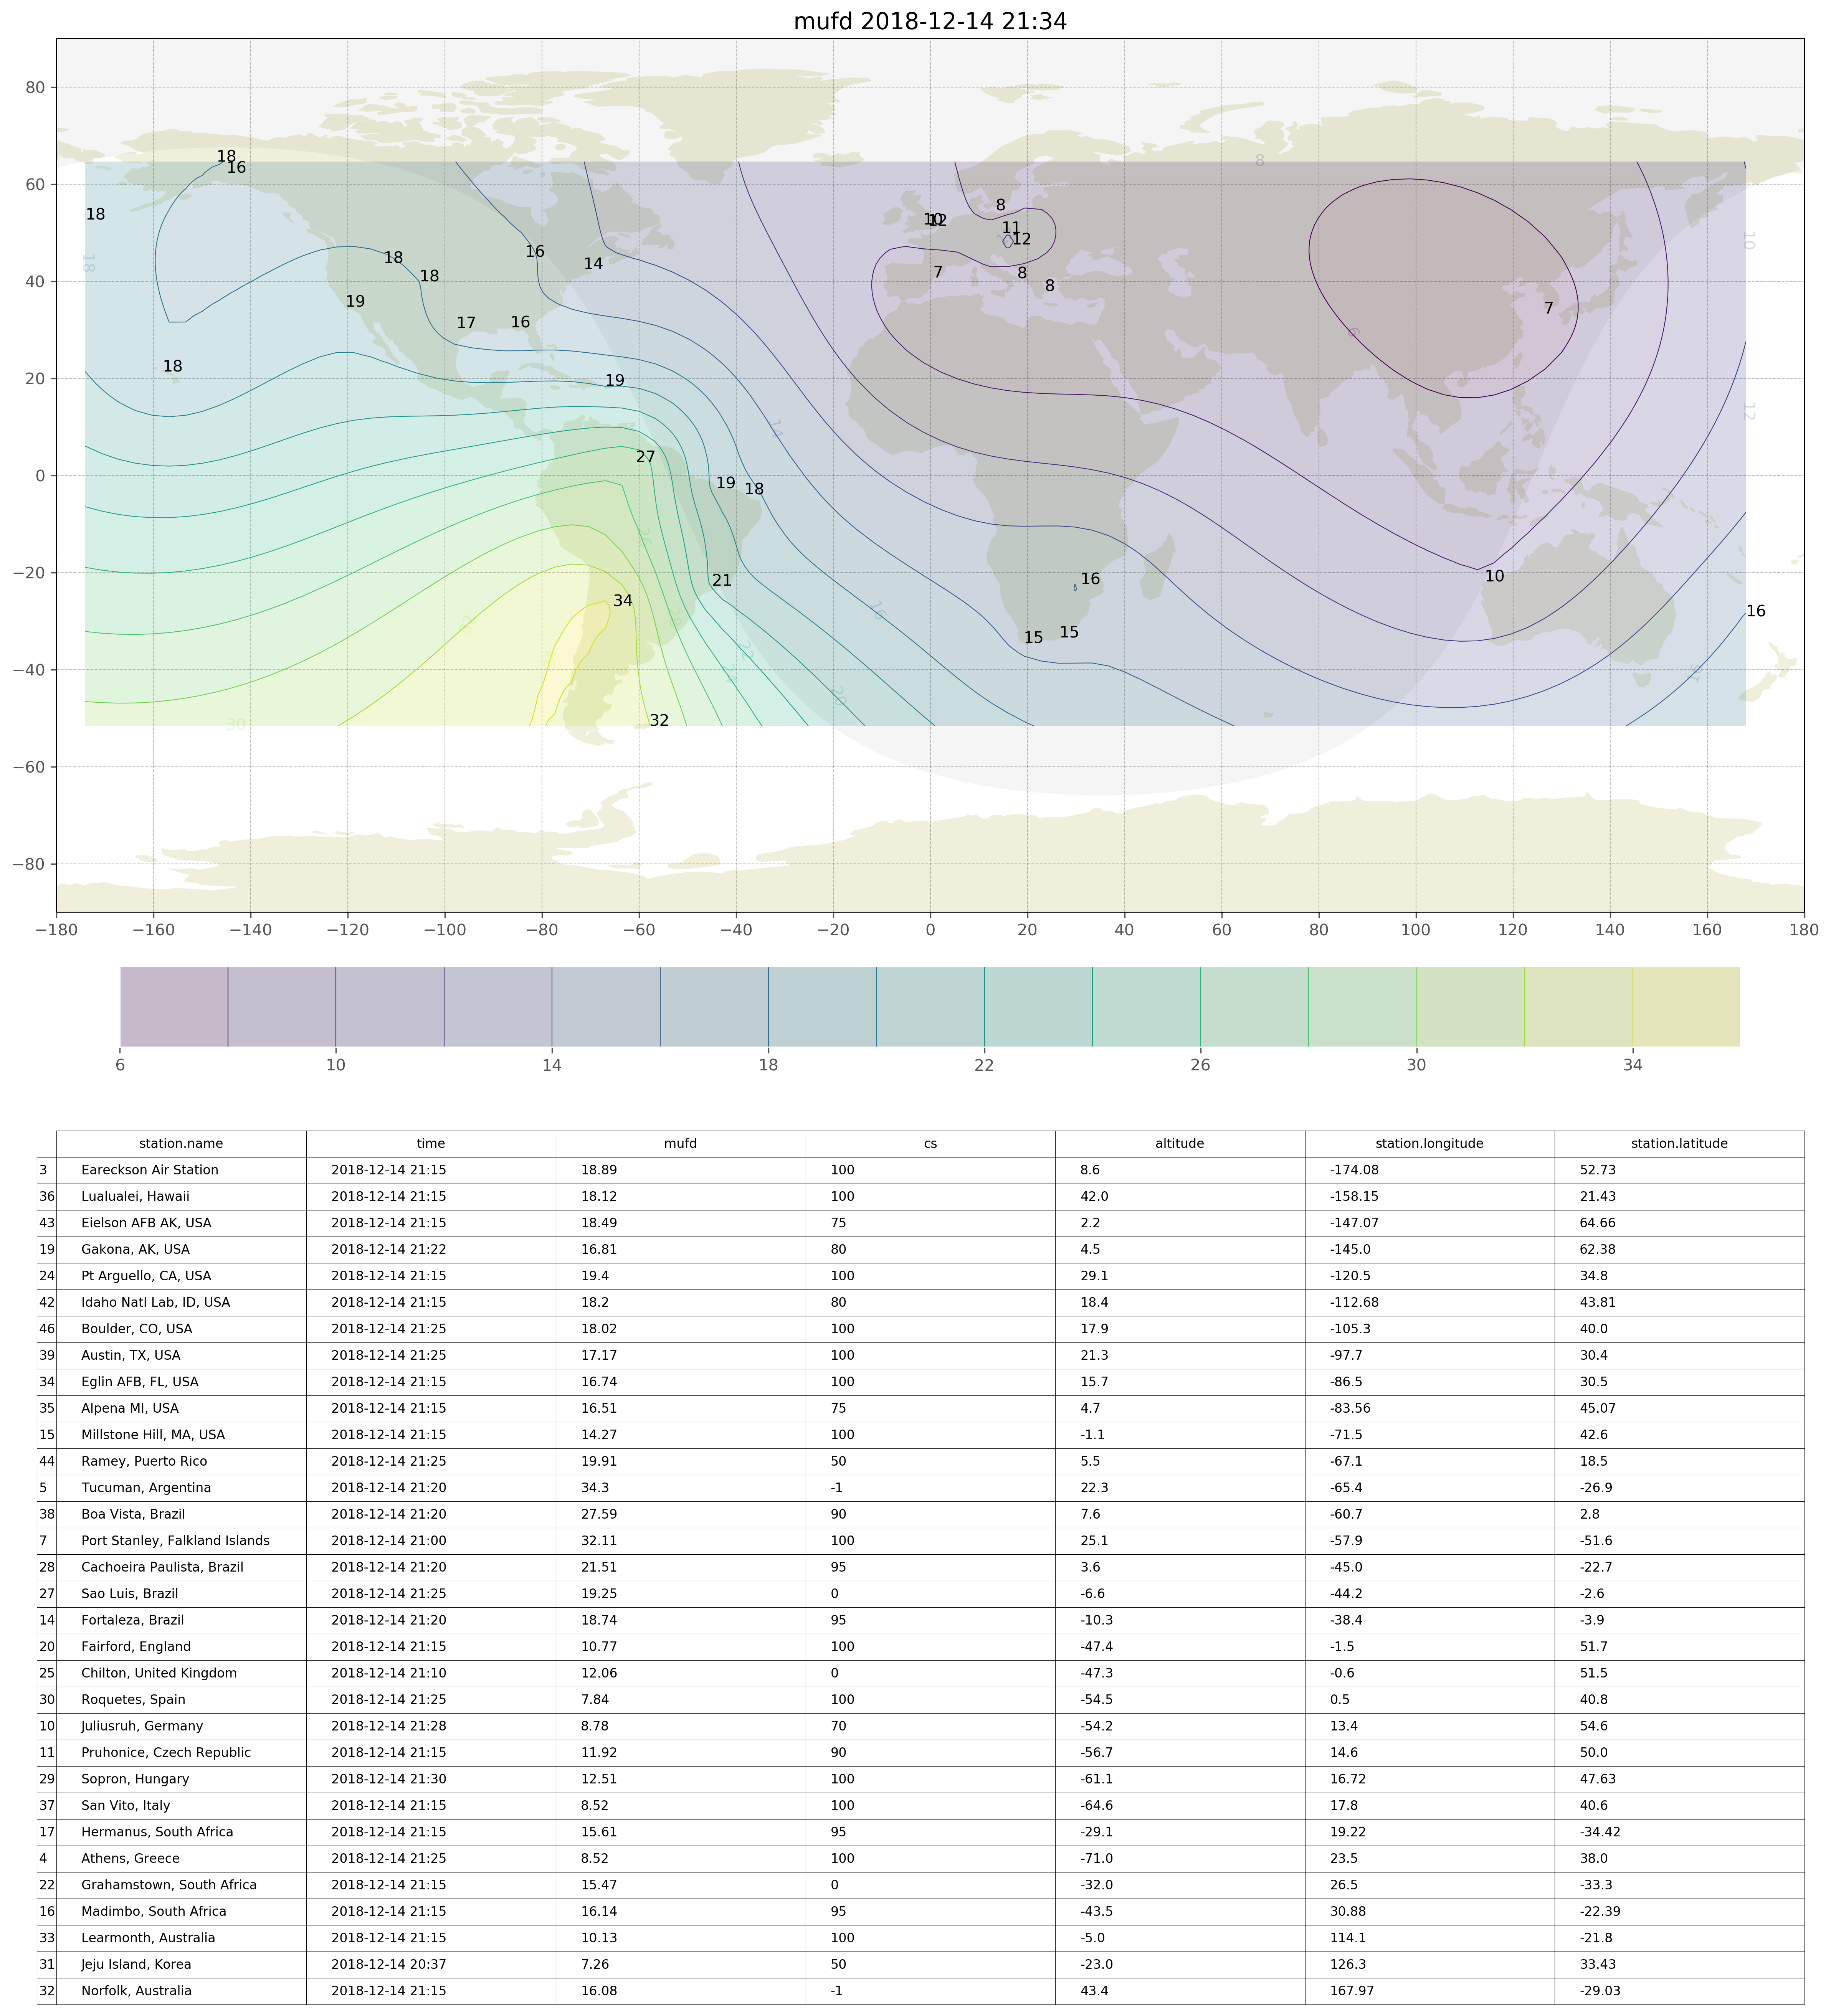 mufd 2018-12-14 21:34
80
60
40
20
0
−20
−40
−60
−80
18
16
8
18
8
10
12
16
11
12
10
18
18
18
14
7
8
18
8
19
17
16
7
6
18
19
12
14
27
19
18
26
21
16
10
34
28
16
15
15
16
22
24
20
32
30
−180 −160 −140 −120 −100 −80 −60 −40 −20 0 20 40 60 80 100 120 140 160 180
6 10 14 18 22 26 30 34
station.name time mufd cs altitude station.longitude station.latitude
3 Eareckson Air Station 2018-12-14 21:15 18.89 100 8.6 -174.08 52.73
36 Lualualei, Hawaii 2018-12-14 21:15 18.12 100 42.0 -158.15 21.43
43 Eielson AFB AK, USA 2018-12-14 21:15 18.49 75 2.2 -147.07 64.66
19 Gakona, AK, USA 2018-12-14 21:22 16.81 80 4.5 -145.0 62.38
24 Pt Arguello, CA, USA 2018-12-14 21:15 19.4 100 29.1 -120.5 34.8
42 Idaho Natl Lab, ID, USA 2018-12-14 21:15 18.2 80 18.4 -112.68 43.81
46 Boulder, CO, USA 2018-12-14 21:25 18.02 100 17.9 -105.3 40.0
39 Austin, TX, USA 2018-12-14 21:25 17.17 100 21.3 -97.7 30.4
34 Eglin AFB, FL, USA 2018-12-14 21:15 16.74 100 15.7 -86.5 30.5
35 Alpena MI, USA 2018-12-14 21:15 16.51 75 4.7 -83.56 45.07
15 Millstone Hill, MA, USA 2018-12-14 21:15 14.27 100 -1.1 -71.5 42.6
44 Ramey, Puerto Rico 2018-12-14 21:25 19.91 50 5.5 -67.1 18.5
5 Tucuman, Argentina 2018-12-14 21:20 34.3 -1 22.3 -65.4 -26.9
38 Boa Vista, Brazil 2018-12-14 21:20 27.59 90 7.6 -60.7 2.8
7 Port Stanley, Falkland Islands 2018-12-14 21:00 32.11 100 25.1 -57.9 -51.6
28 Cachoeira Paulista, Brazil 2018-12-14 21:20 21.51 95 3.6 -45.0 -22.7
27 Sao Luis, Brazil 2018-12-14 21:25 19.25 0 -6.6 -44.2 -2.6
14 Fortaleza, Brazil 2018-12-14 21:20 18.74 95 -10.3 -38.4 -3.9
20 Fairford, England 2018-12-14 21:15 10.77 100 -47.4 -1.5 51.7
25 Chilton, United Kingdom 2018-12-14 21:10 12.06 0 -47.3 -0.6 51.5
30 Roquetes, Spain 2018-12-14 21:25 7.84 100 -54.5 0.5 40.8
10 Juliusruh, Germany 2018-12-14 21:28 8.78 70 -54.2 13.4 54.6
11 Pruhonice, Czech Republic 2018-12-14 21:15 11.92 90 -56.7 14.6 50.0
29 Sopron, Hungary 2018-12-14 21:30 12.51 100 -61.1 16.72 47.63
37 San Vito, Italy 2018-12-14 21:15 8.52 100 -64.6 17.8 40.6
17 Hermanus, South Africa 2018-12-14 21:15 15.61 95 -29.1 19.22 -34.42
4 Athens, Greece 2018-12-14 21:25 8.52 100 -71.0 23.5 38.0
22 Grahamstown, South Africa 2018-12-14 21:15 15.47 0 -32.0 26.5 -33.3
16 Madimbo, South Africa 2018-12-14 21:15 16.14 95 -43.5 30.88 -22.39
33 Learmonth, Australia 2018-12-14 21:15 10.13 100 -5.0 114.1 -21.8
31 Jeju Island, Korea 2018-12-14 20:37 7.26 50 -23.0 126.3 33.43
32 Norfolk, Australia 2018-12-14 21:15 16.08 -1 43.4 167.97 -29.03